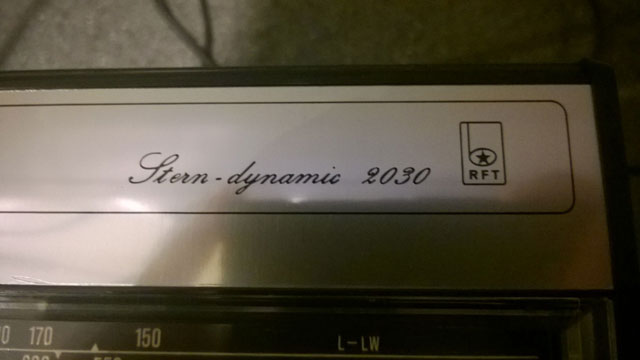 Stern-dynamic 2030
RFT
170 150 L-LW